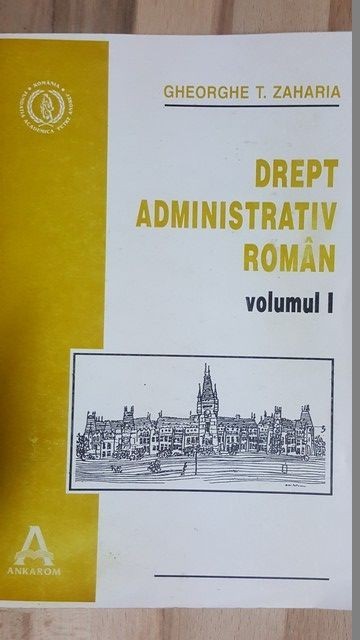 GHEORGHE T. ZAHARIA
DREPT
ADMINISTRATIV
ROMÂN
volumul I
ANKAROM